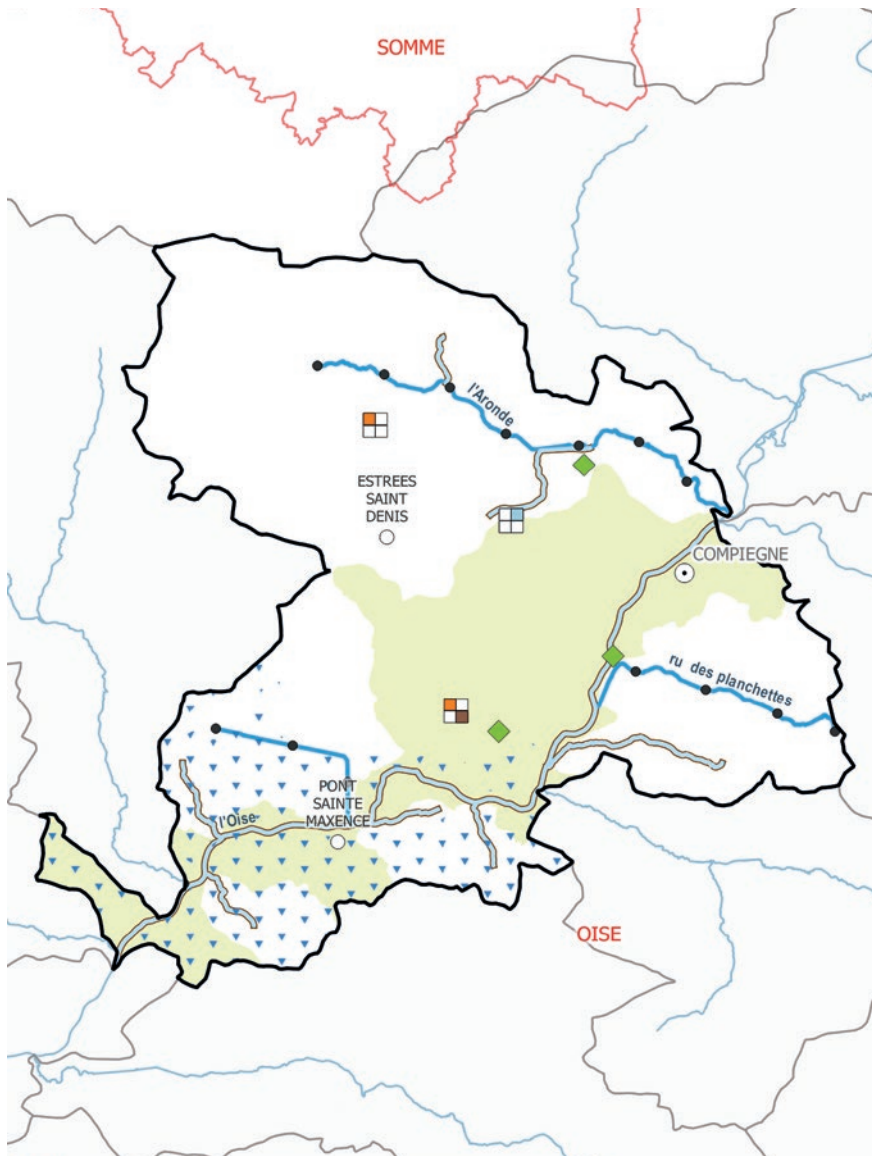 SOMME
l'Aronde
ESTREES
SAINT
DENIS
COMPIEGNE
ru des planchettes
PONT
SAINTE
MAXENCE
l'Oise
OISE